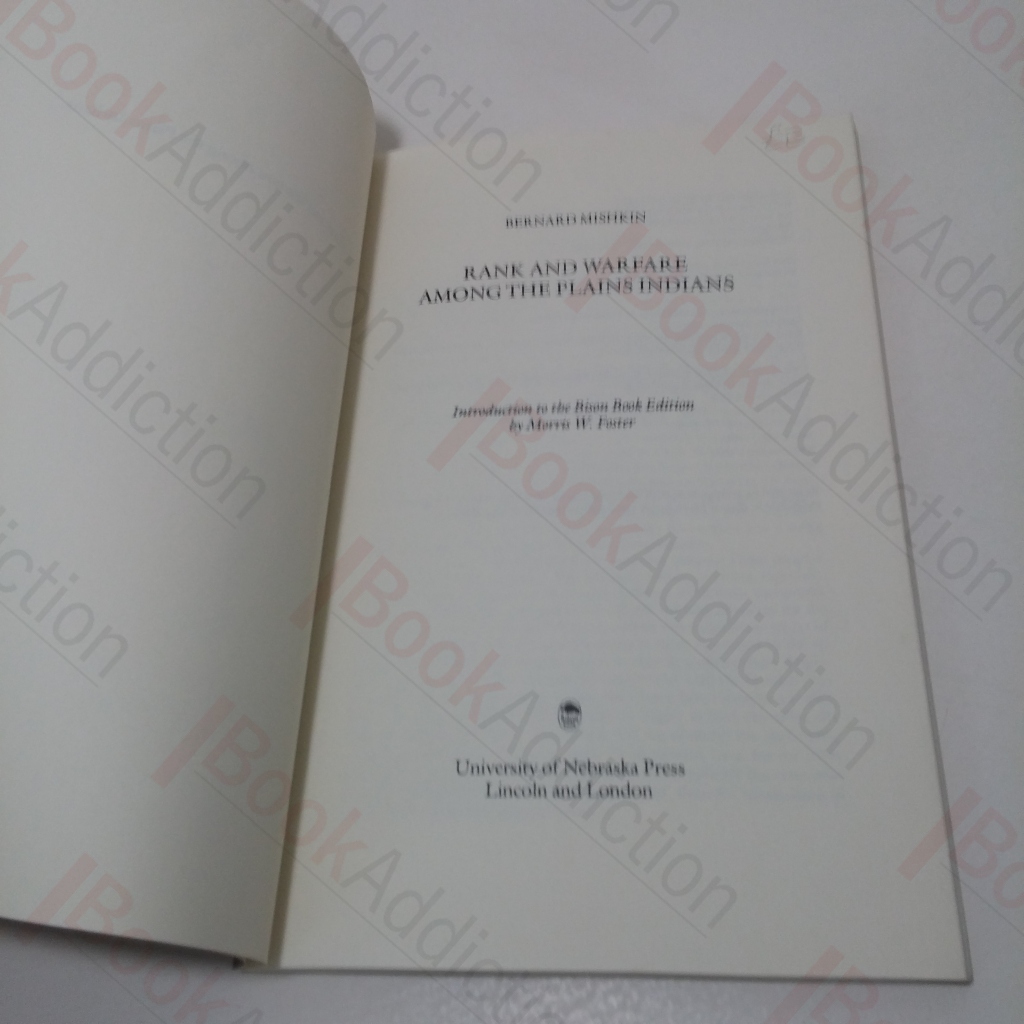 BERNARD MISHKIN
RANK AND WARFARE
AMONG THE PLAINS INDIANS
Introduction to the Bison Book Edition
by Morris W. Foster
University of Nebraska Press
Lincoln and London
BookAddiction